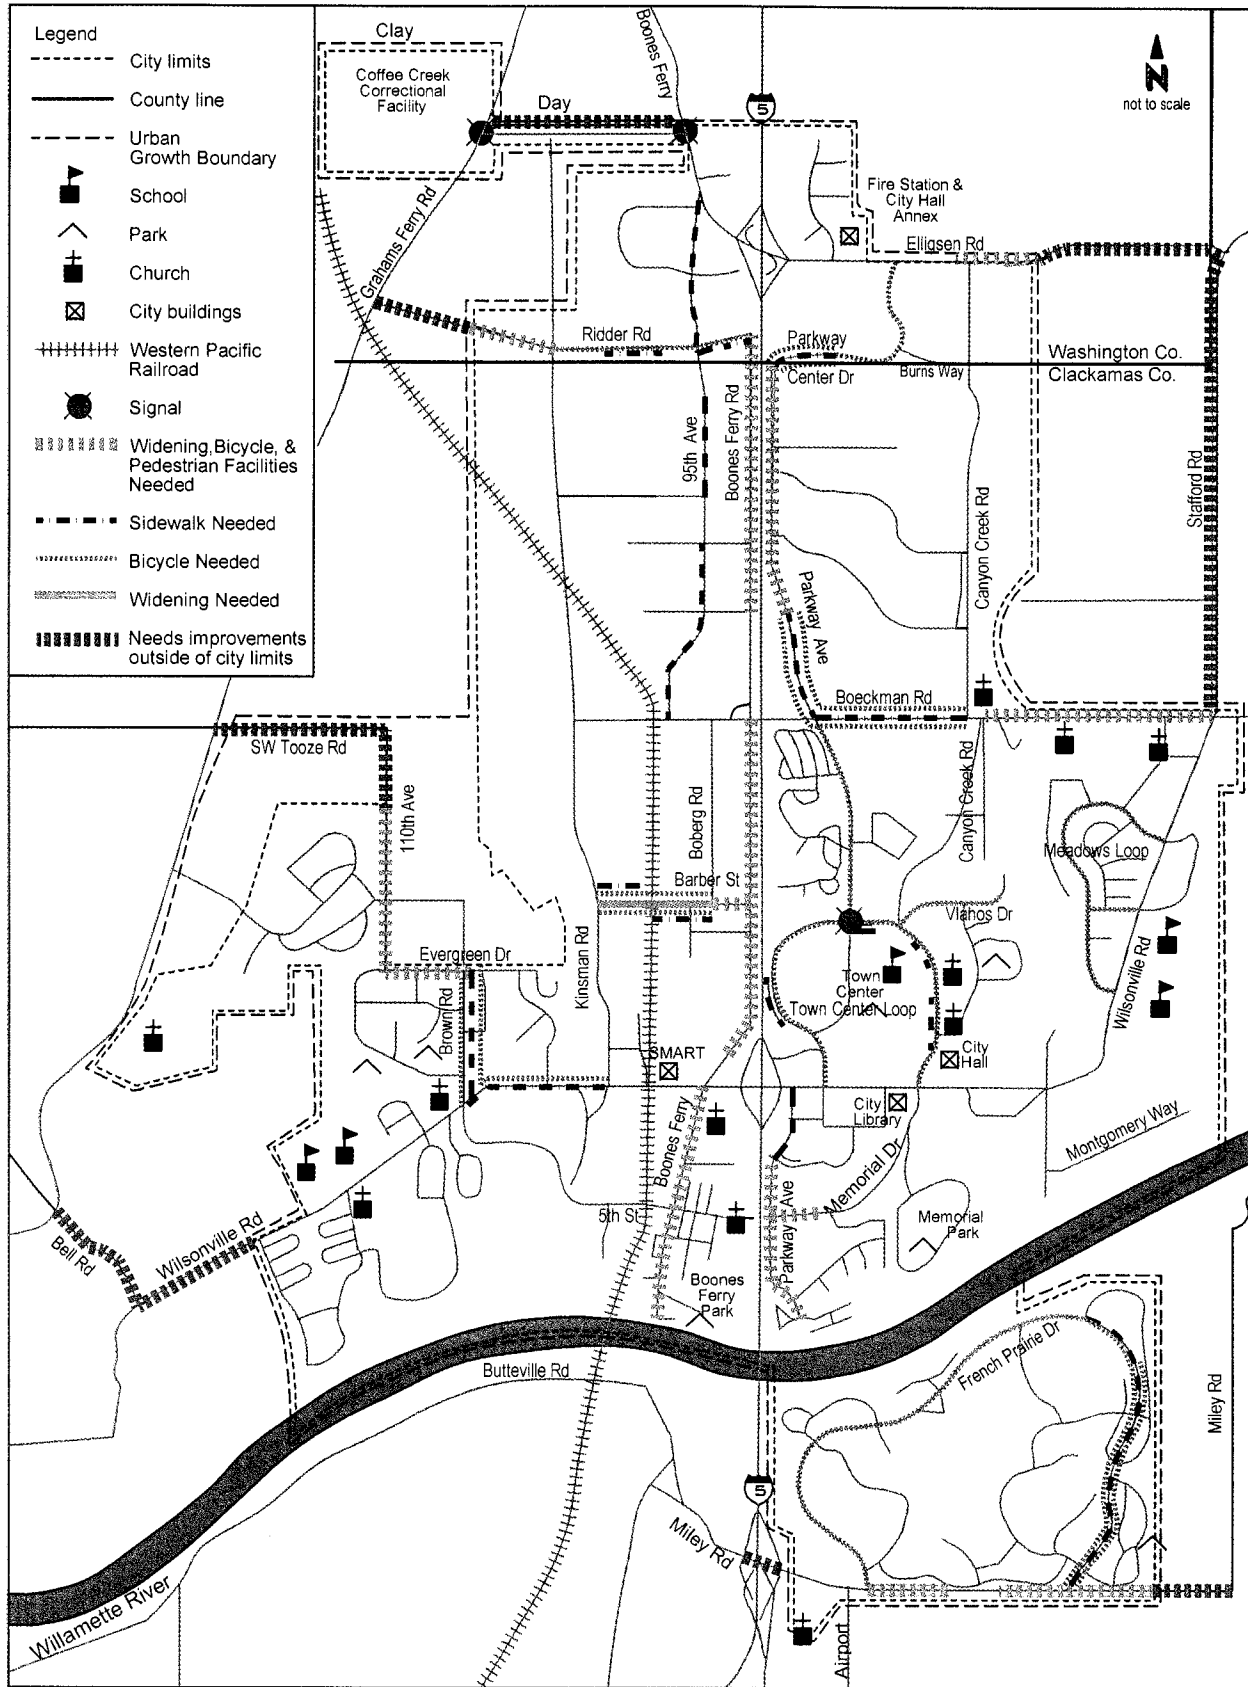 Legend
City limits
County line
Urban
Growth Boundary
School
Park
Church
City buildings
Western Pacific
Railroad
Signal
Widening, Bicycle, &
Pedestrian Facilities
Needed
Sidewalk Needed
Bicycle Needed
Widening Needed
Needs improvements
outside of city limits
Clay
Coffee Creek
Correctional
Facility
Boones Ferry
Day
5
N
not to scale
Grahams Ferry Rd
Fire Station &
City Hall
Annex
Elligsen Rd
Ridder Rd
Parkway
Center Dr
Burns Way
Washington Co.
Clackamas Co.
95th Ave
Boones Ferry Rd
Canyon Creek Rd
Stafford Rd
Parkway Ave
Boeckman Rd
SW Tooze Rd
110th Ave
Boberg Rd
Canyon Creek Rd
Meadows Loop
Barber St
Vlahos Dr
Evergreen Dr
Kinsman Rd
Brown Rd
Town
Center
Town Center Loop
Wilsonville Rd
SMART
City
Hall
City
Library
Boones Ferry
Memorial Dr
Montgomery Way
5th St
Parkway Ave
Memorial
Park
Bell Rd
Wilsonville Rd
Boones
Ferry
Park
Butteville Rd
French Prairie Dr
Miley Rd
5
Miley Rd
Willamette River
Airport